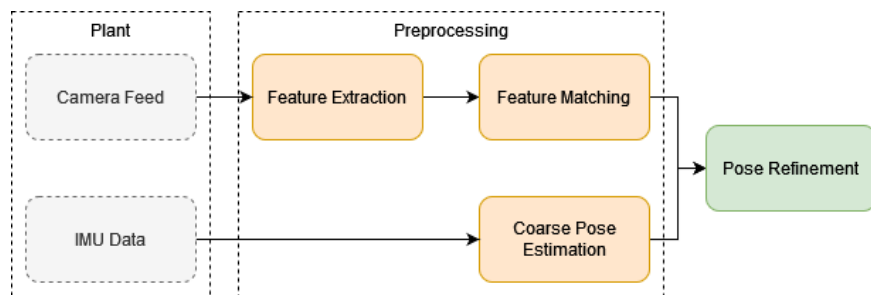 Plant
Preprocessing
Camera Feed
Feature Extraction
Feature Matching
Pose Refinement
IMU Data
Coarse Pose
Estimation